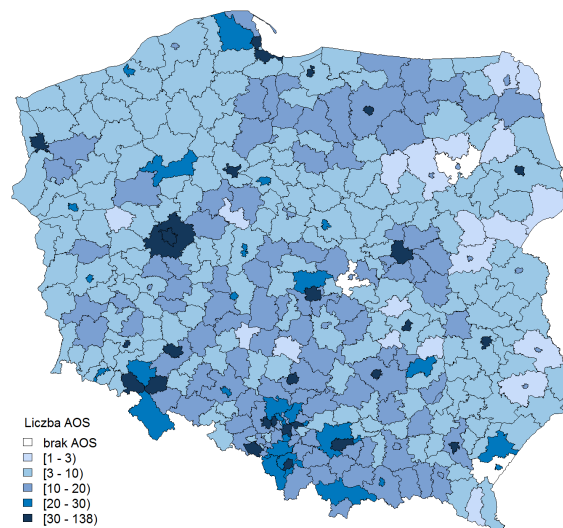 Liczba AOS
brak AOS
[1 - 3)
[3 - 10)
[10 - 20)
[20 - 30)
[30 - 138)